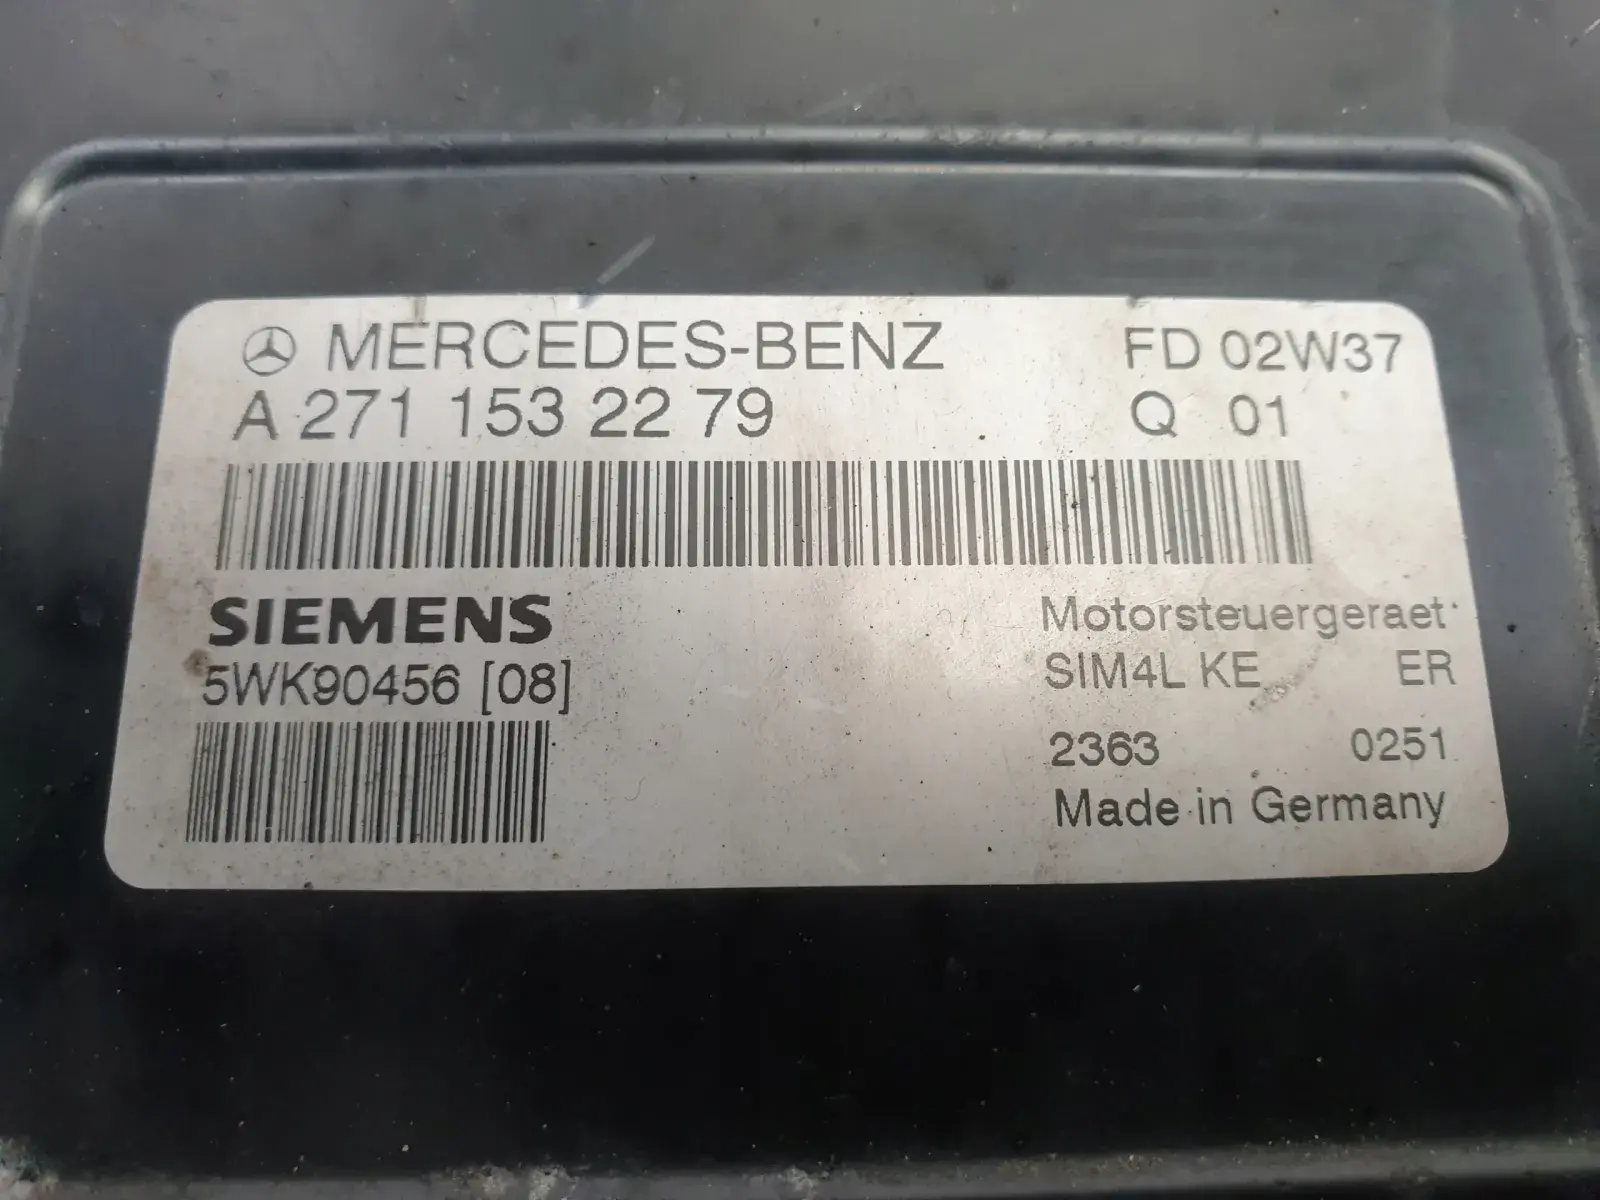 MERCEDES-BENZ FD 02W37
A 271 153 22 79 Q 01
SIEMENS Motorsteuergeraet
5WK90456 [08] SIM4L KE ER
2363 0251
Made in Germany